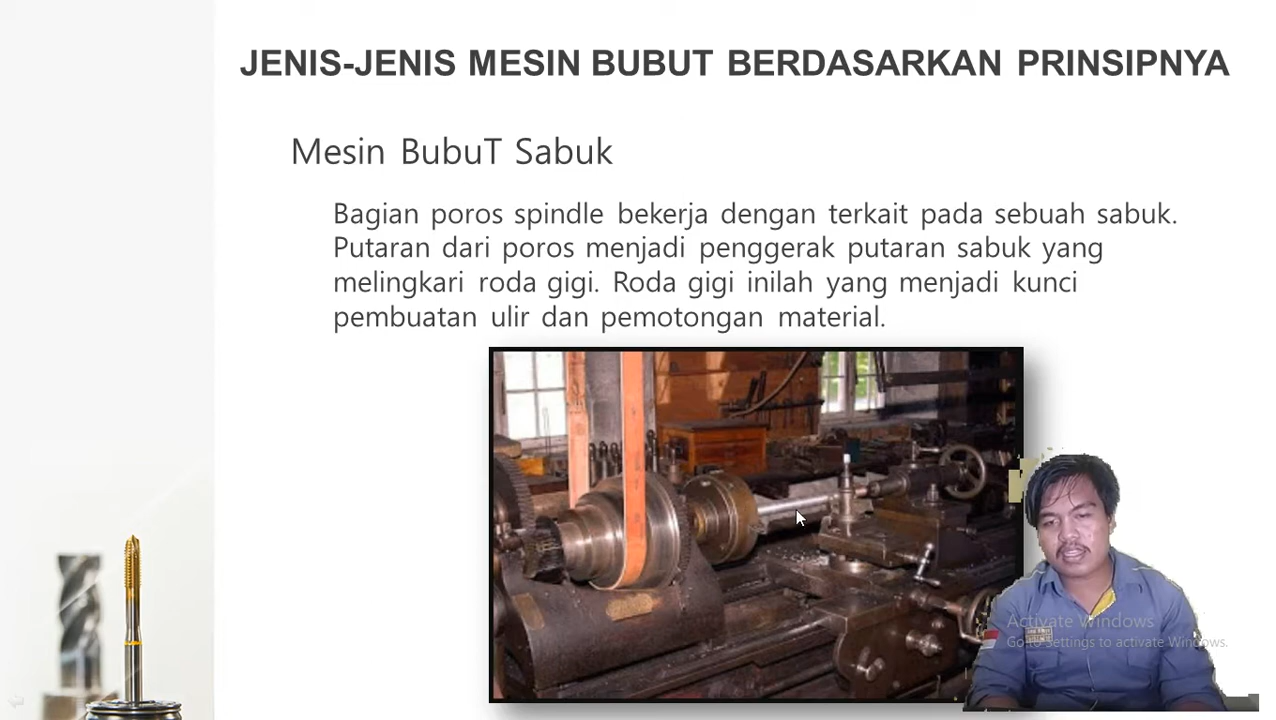 JENIS-JENIS MESIN BUBUT BERDASARKAN PRINSIPNYA
Mesin BubuT Sabuk
Bagian poros spindle bekerja dengan terkait pada sebuah sabuk.
Putaran dari poros menjadi penggerak putaran sabuk yang
melingkari roda gigi. Roda gigi inilah yang menjadi kunci
pembuatan ulir dan pemotongan material.
Activate Windows
Go to Settings to activate Windows.